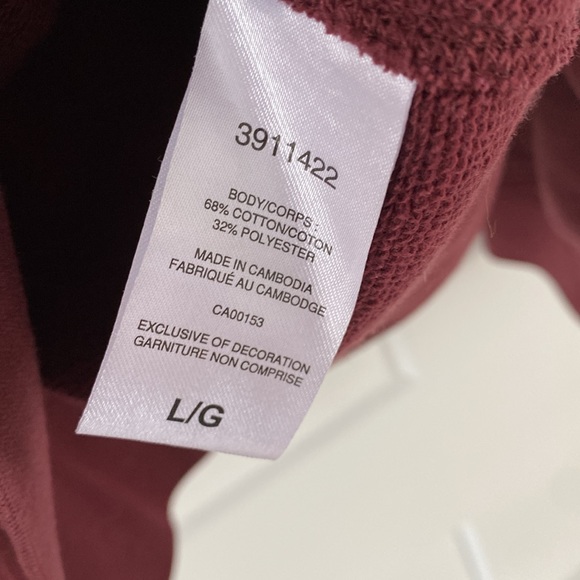 3911422
BODY/CORPS :
68% COTTON/COTON
32% POLYESTER
MADE IN CAMBODIA
FABRIQUÉ AU CAMBODGE
CA00153
EXCLUSIVE OF DECORATION
GARNITURE NON COMPRISE
L/G